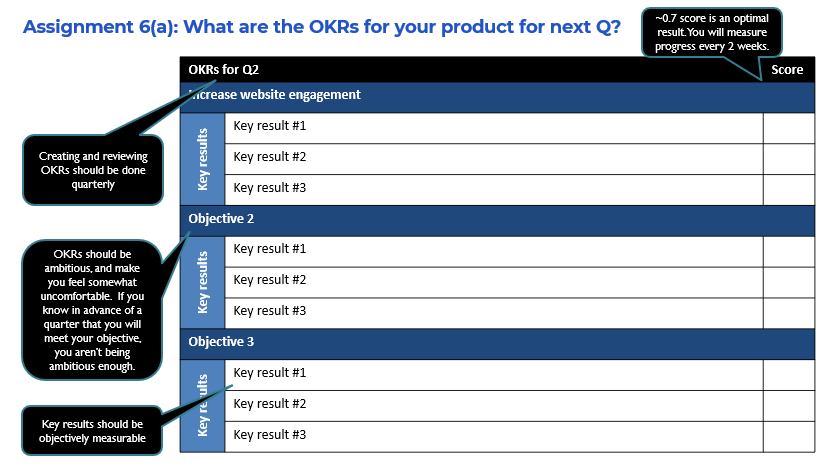 Assignment 6(a): What are the OKRs for your product for next Q?
~0.7 score is an optimal
result. You will measure
progress every 2 weeks.
OKRs for Q2
Score
Increase website engagement
Key results
Key result #1
Key result #2
Key result #3
Creating and reviewing
OKRs should be done
quarterly
Objective 2
Key results
Key result #1
Key result #2
Key result #3
OKRs should be
ambitious, and make
you feel somewhat
uncomfortable. If you
know in advance of a
quarter that you will
meet your objective,
you aren't being
ambitious enough.
Objective 3
Key results
Key result #1
Key result #2
Key result #3
Key results should be
objectively measurable